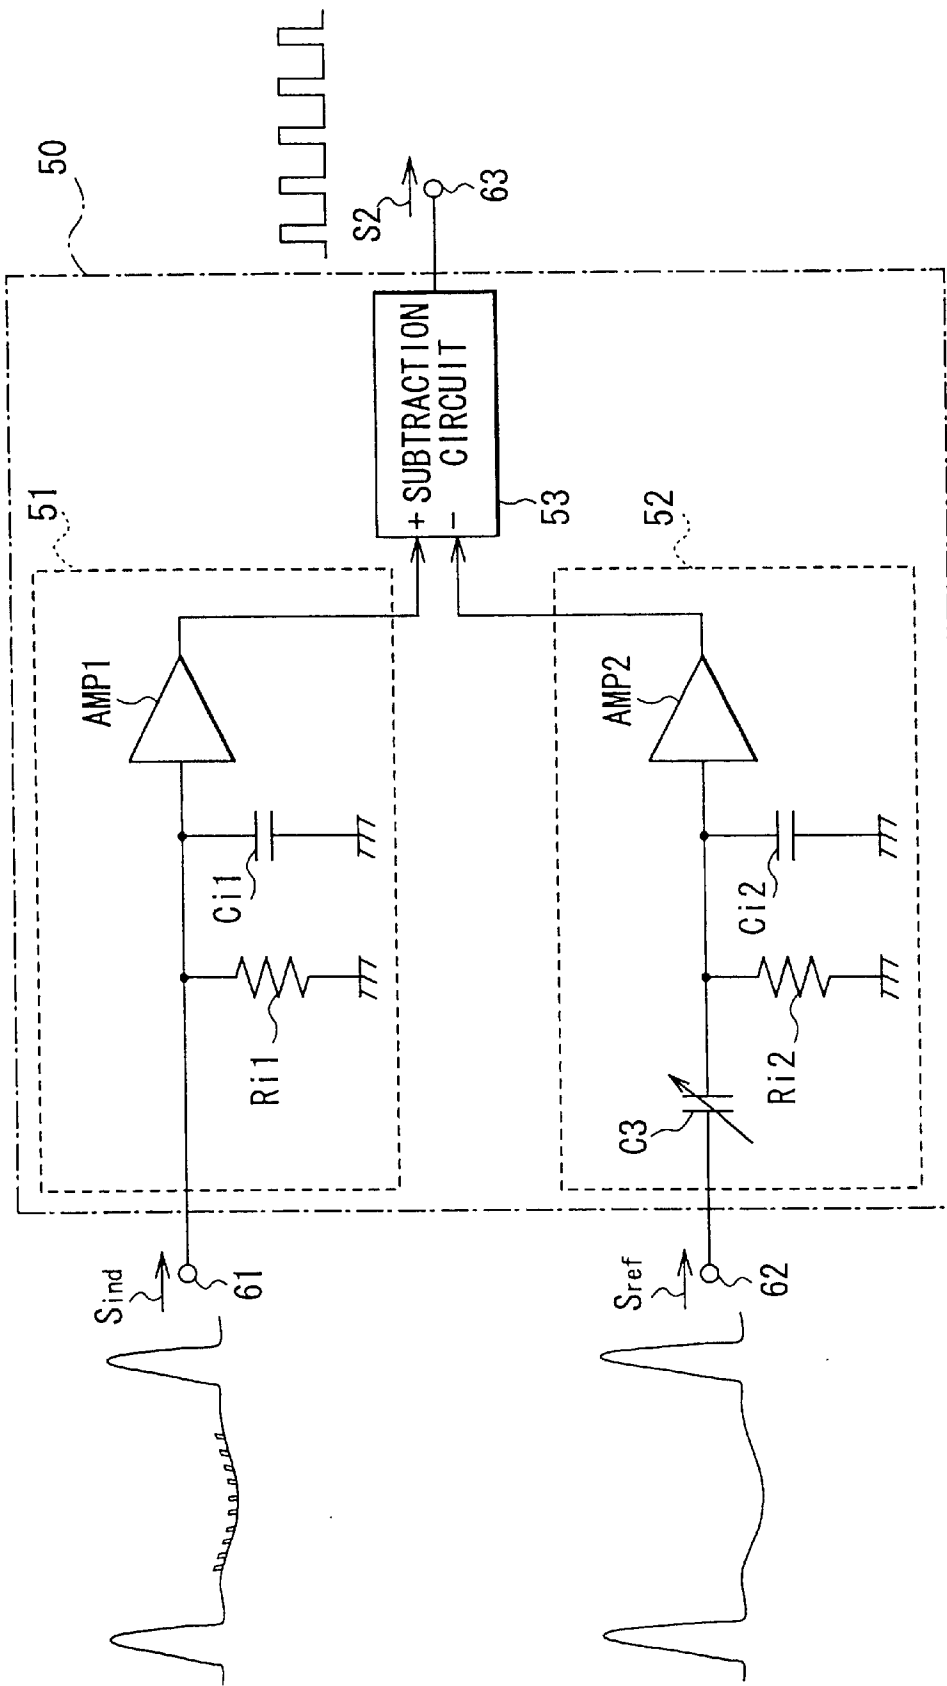 50
51
AMP1
Ci1
Ri1
Sind
61
+ SUBTRACTION
− CIRCUIT
53
S2
63
52
AMP2
Ci2
Ri2
C3
Sref
62